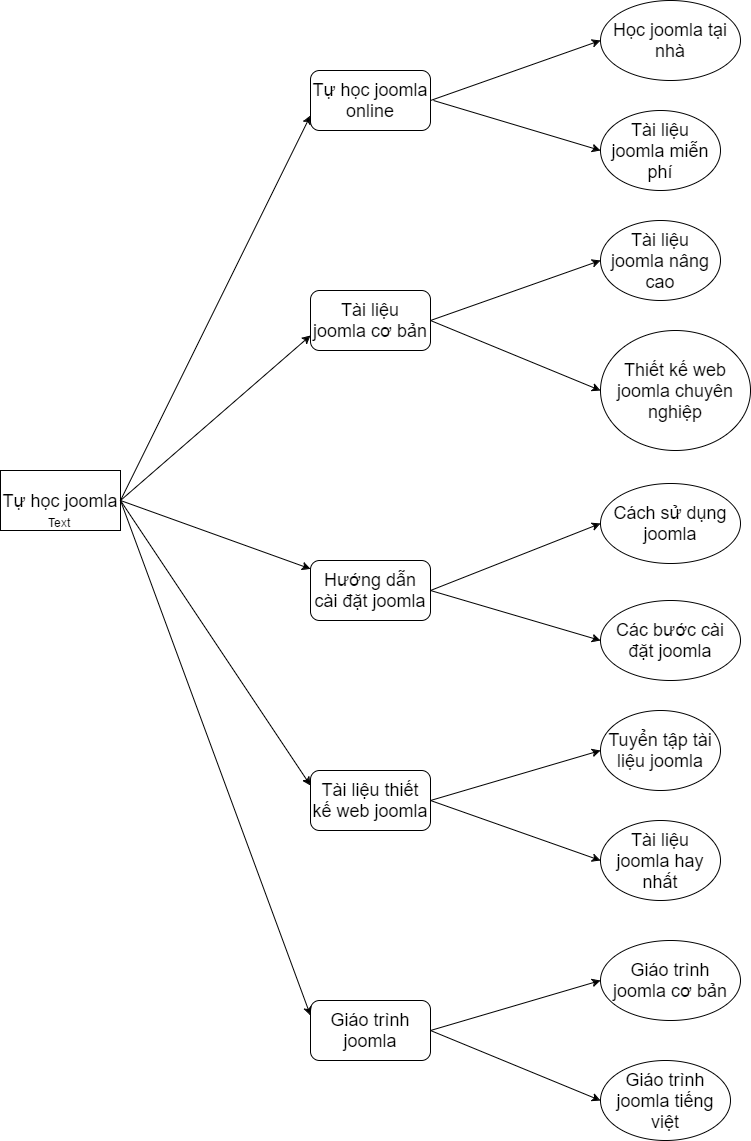 Học joomla tại
nhà
Tự học joomla
online
Tài liệu
joomla miễn
phí
Tài liệu
joomla nâng
cao
Tài liệu
joomla cơ bản
Thiết kế web
joomla chuyên
nghiệp
Tự học joomla
Text
Cách sử dụng
joomla
Hướng dẫn
cài đặt joomla
Các bước cài
đặt joomla
Tuyển tập tài
liệu joomla
Tài liệu thiết
kế web joomla
Tài liệu
joomla hay
nhất
Giáo trình
joomla cơ bản
Giáo trình
joomla
Giáo trình
joomla tiếng
việt